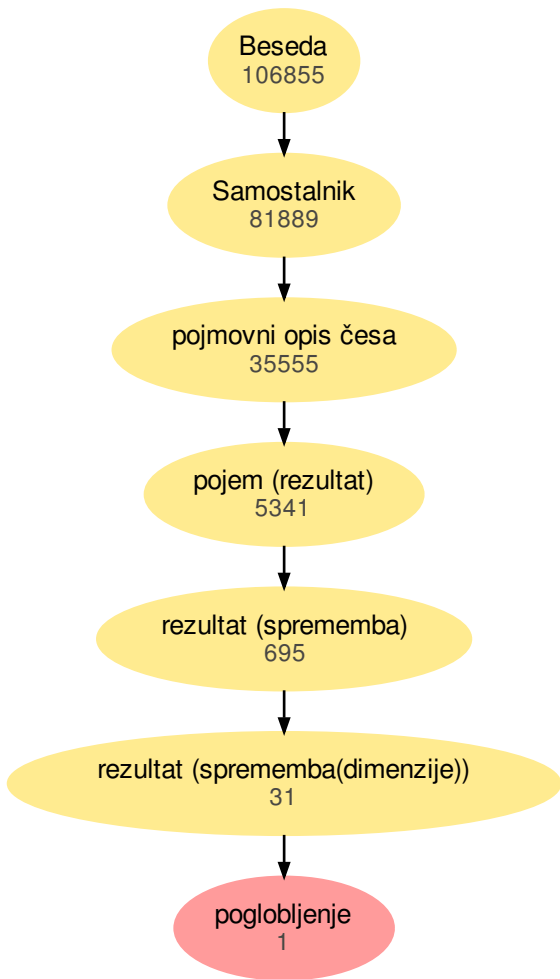 Beseda
106855
Samostalnik
81889
pojmovni opis česa
35555
pojem (rezultat)
5341
rezultat (sprememba)
695
rezultat (sprememba(dimenzije))
31
poglobljenje
1